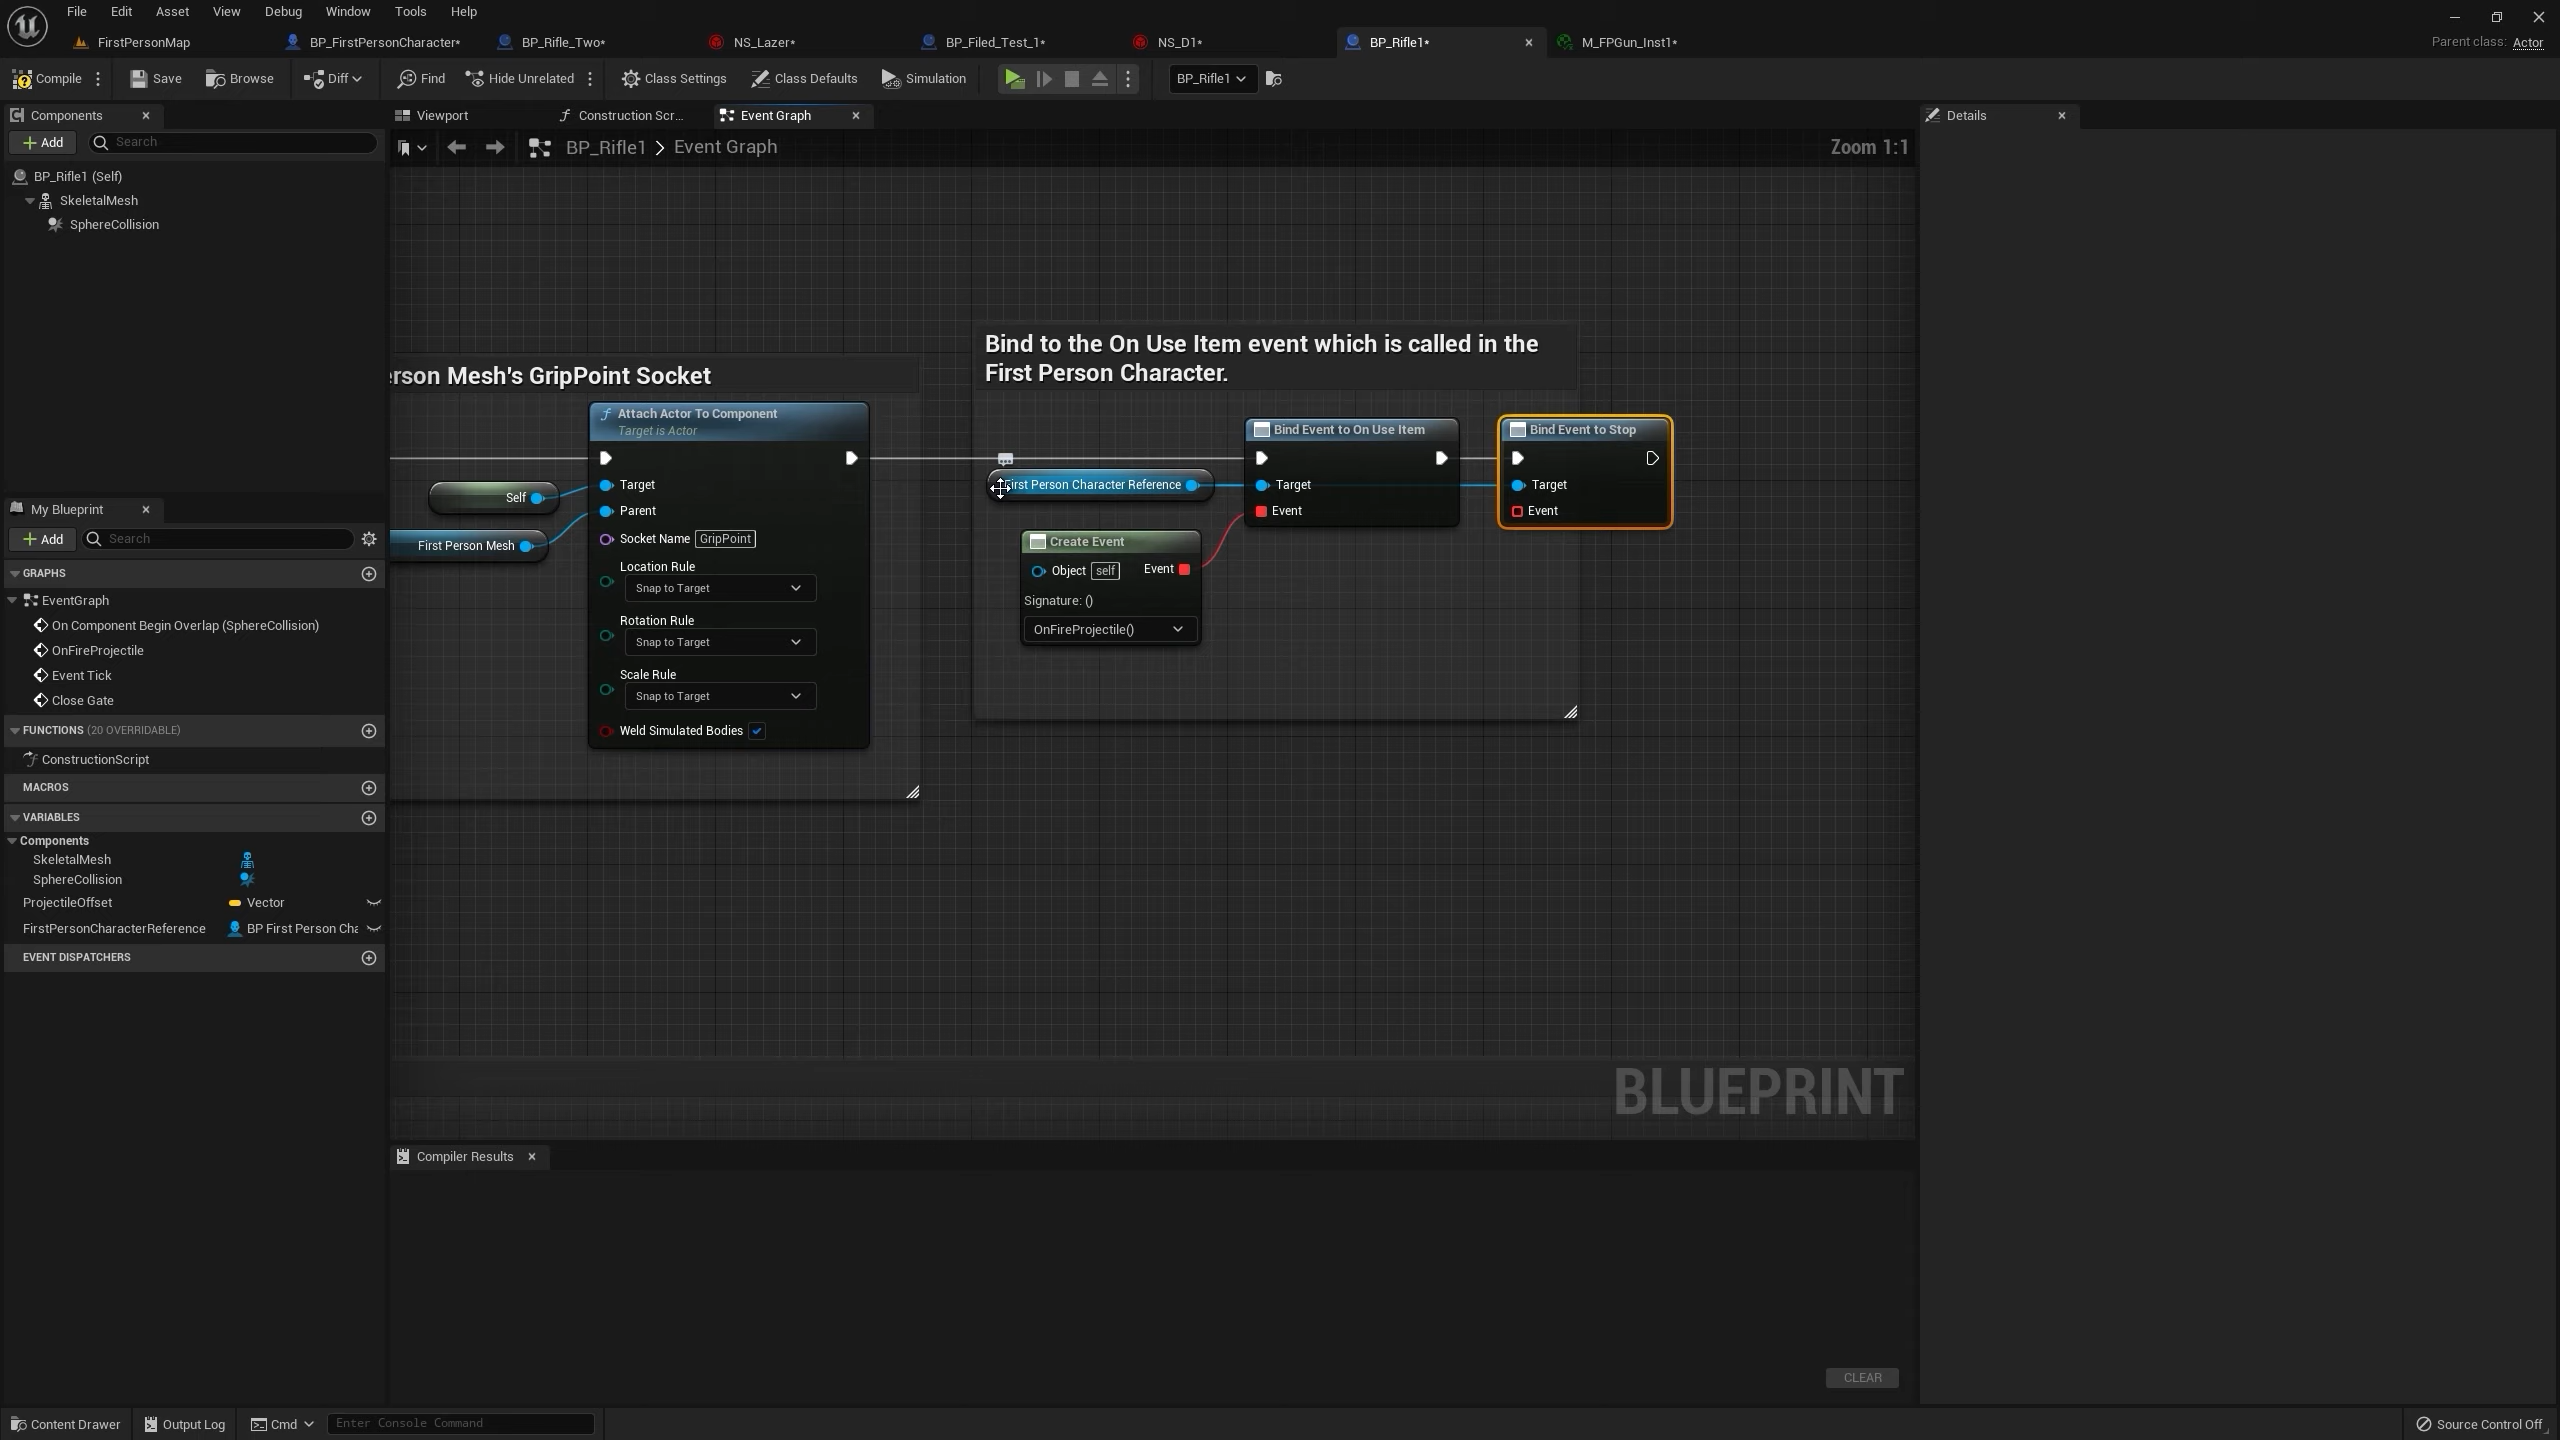 File Edit Asset View Debug Window Tools Help
FirstPersonMap BP_FirstPersonCharacter* BP_Rifle_Two* NS_Lazer* BP_Filed_Test_1* NS_D1* BP_Rifle1* M_FPGun_Inst1*
Parent class: Actor
Compile Save Browse Diff Find Hide Unrelated Class Settings Class Defaults Simulation BP_Rifle1
Components
Add Search
BP_Rifle1 (Self)
SkeletalMesh
SphereCollision
My Blueprint
Add Search
GRAPHS
EventGraph
On Component Begin Overlap (SphereCollision)
OnFireProjectile
Event Tick
Close Gate
FUNCTIONS (20 OVERRIDABLE)
ConstructionScript
MACROS
VARIABLES
Components
SkeletalMesh
SphereCollision
ProjectileOffset Vector
FirstPersonCharacterReference BP First Person Cha
EVENT DISPATCHERS
Viewport Construction Scr... Event Graph
BP_Rifle1 > Event Graph
Zoom 1:1
erson Mesh's GripPoint Socket
Attach Actor To Component
Target is Actor
Self
First Person Mesh
Target
Parent
Socket Name GripPoint
Location Rule
Snap to Target
Rotation Rule
Snap to Target
Scale Rule
Snap to Target
Weld Simulated Bodies
Bind to the On Use Item event which is called in the
First Person Character.
First Person Character Reference
Bind Event to On Use Item
Target
Event
Bind Event to Stop
Target
Event
Create Event
Object self Event
Signature: ()
OnFireProjectile()
BLUEPRINT
Compiler Results
CLEAR
Details
Content Drawer Output Log Cmd Enter Console Command
Source Control Off